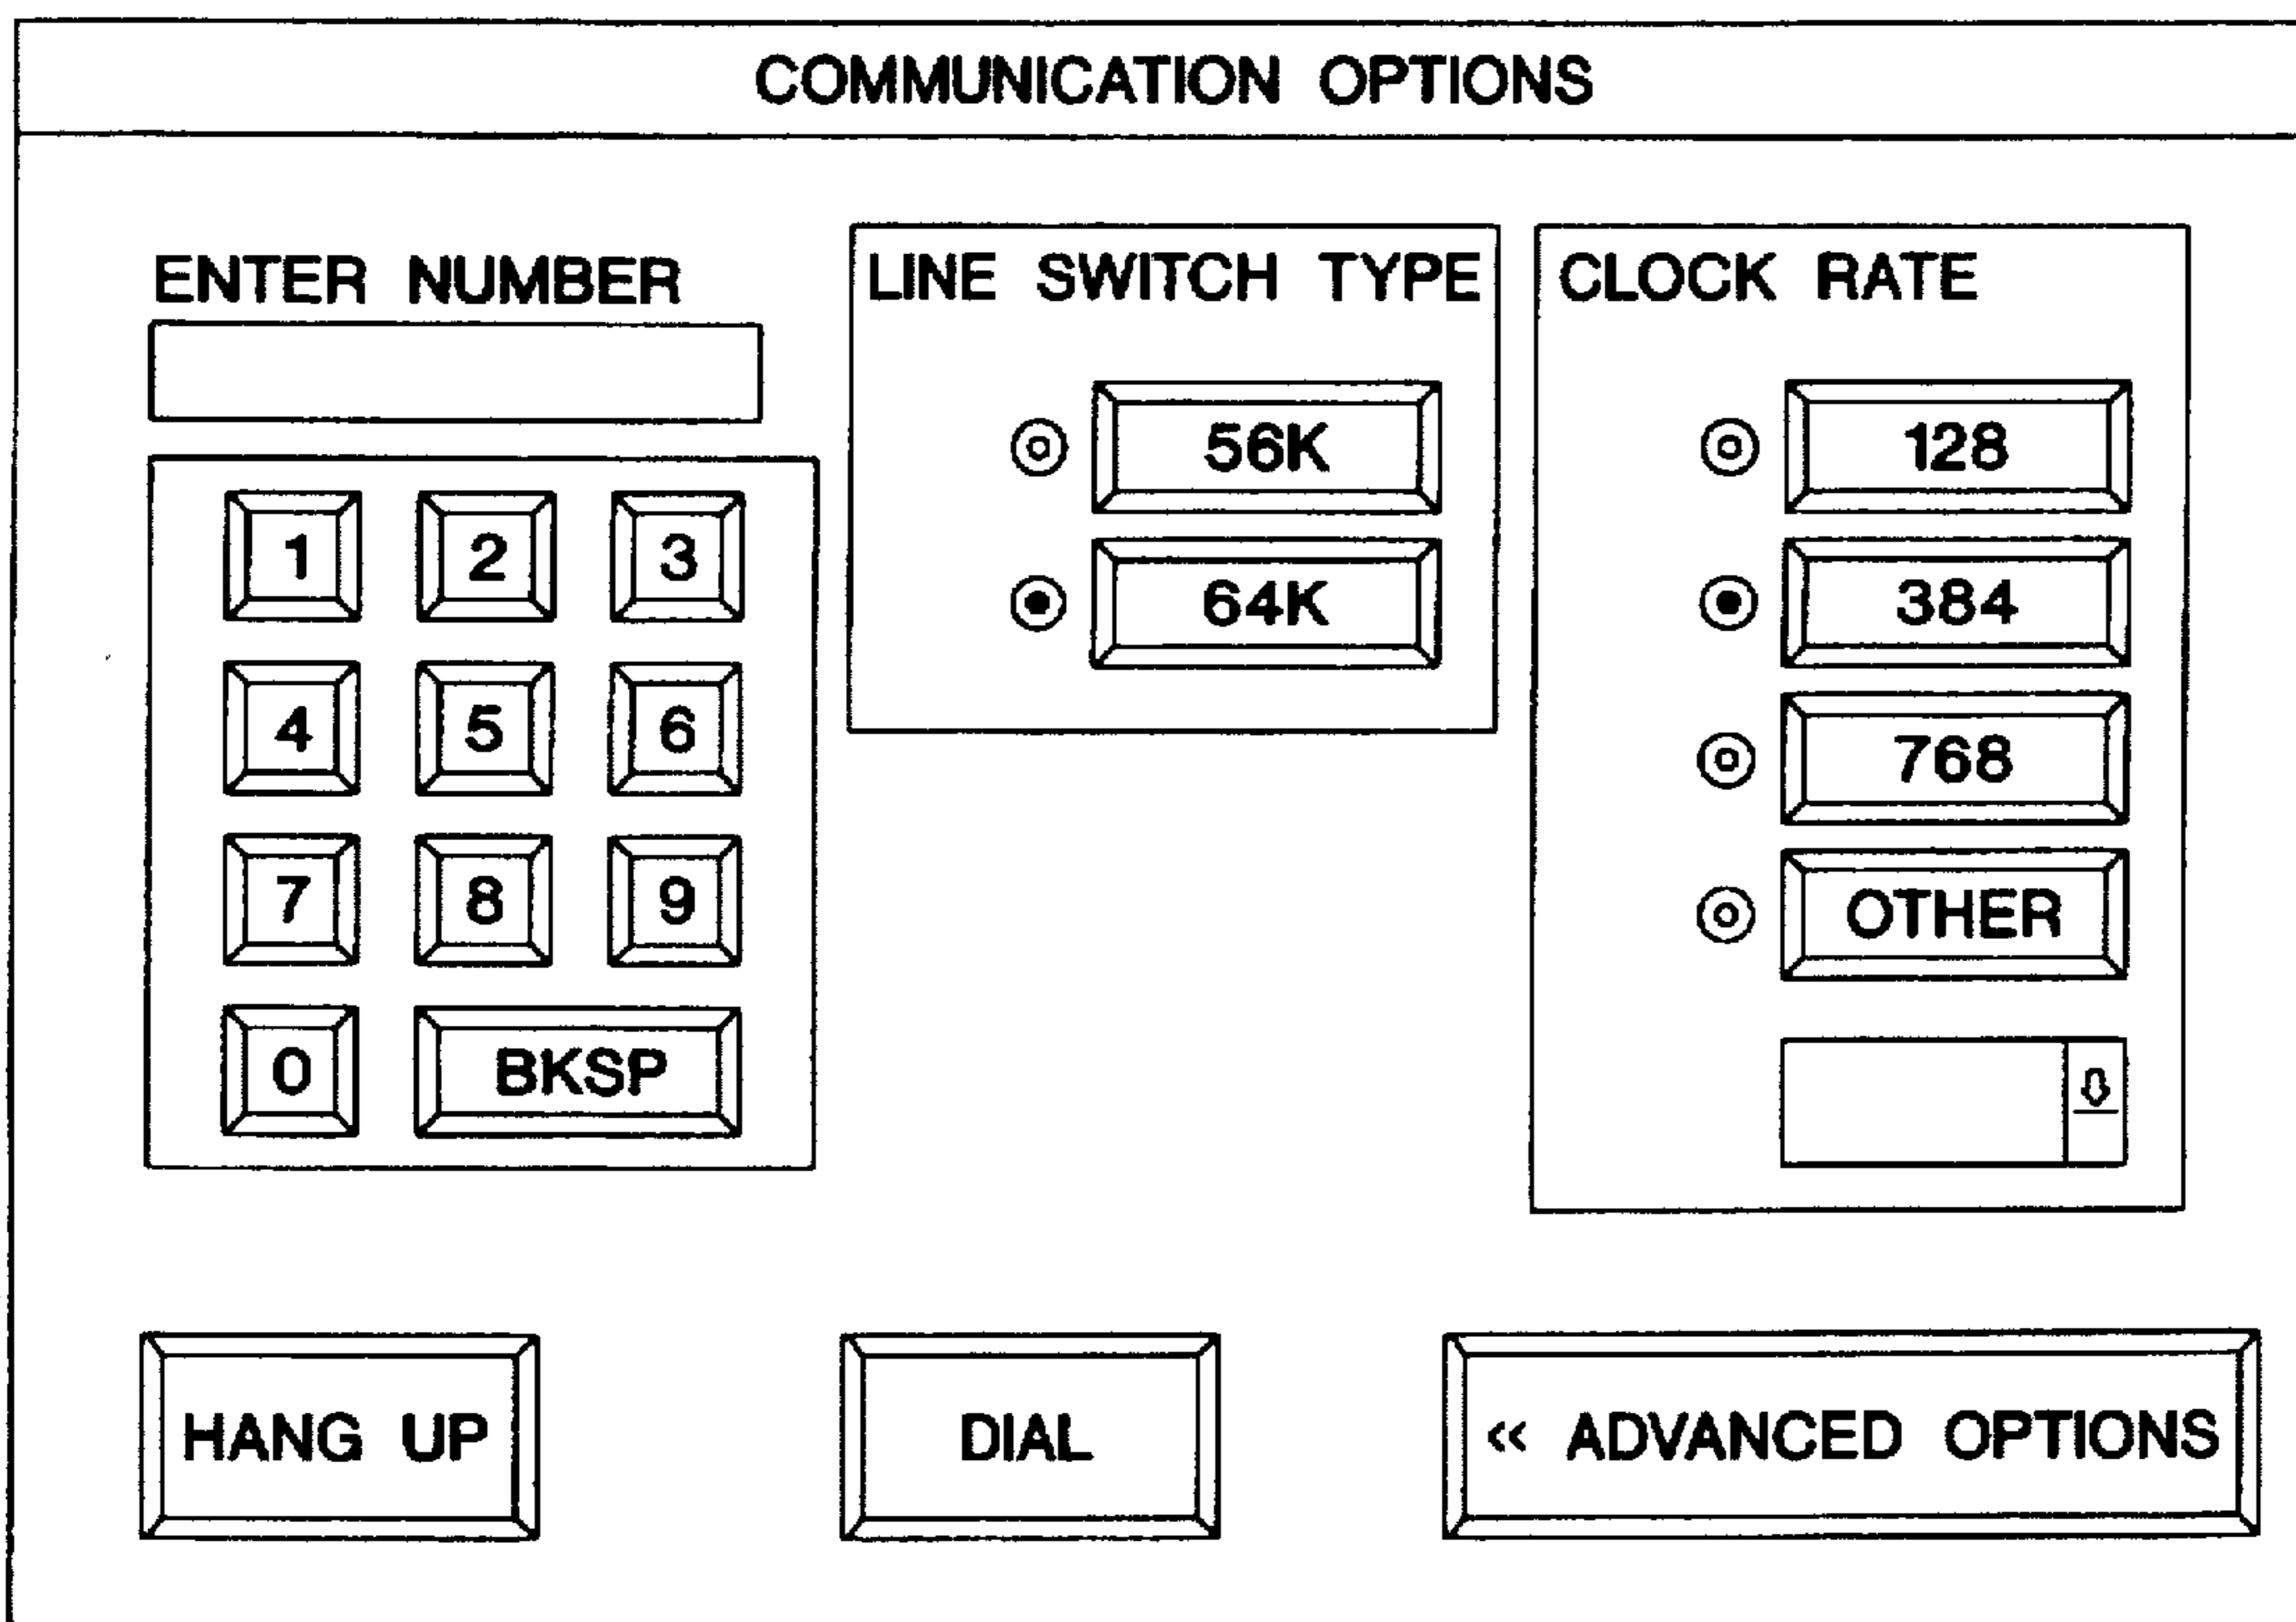 COMMUNICATION OPTIONS
ENTER NUMBER
1 2 3
4 5 6
7 8 9
0 BKSP
LINE SWITCH TYPE
56K
64K
CLOCK RATE
128
384
768
OTHER
HANG UP
DIAL
<< ADVANCED OPTIONS